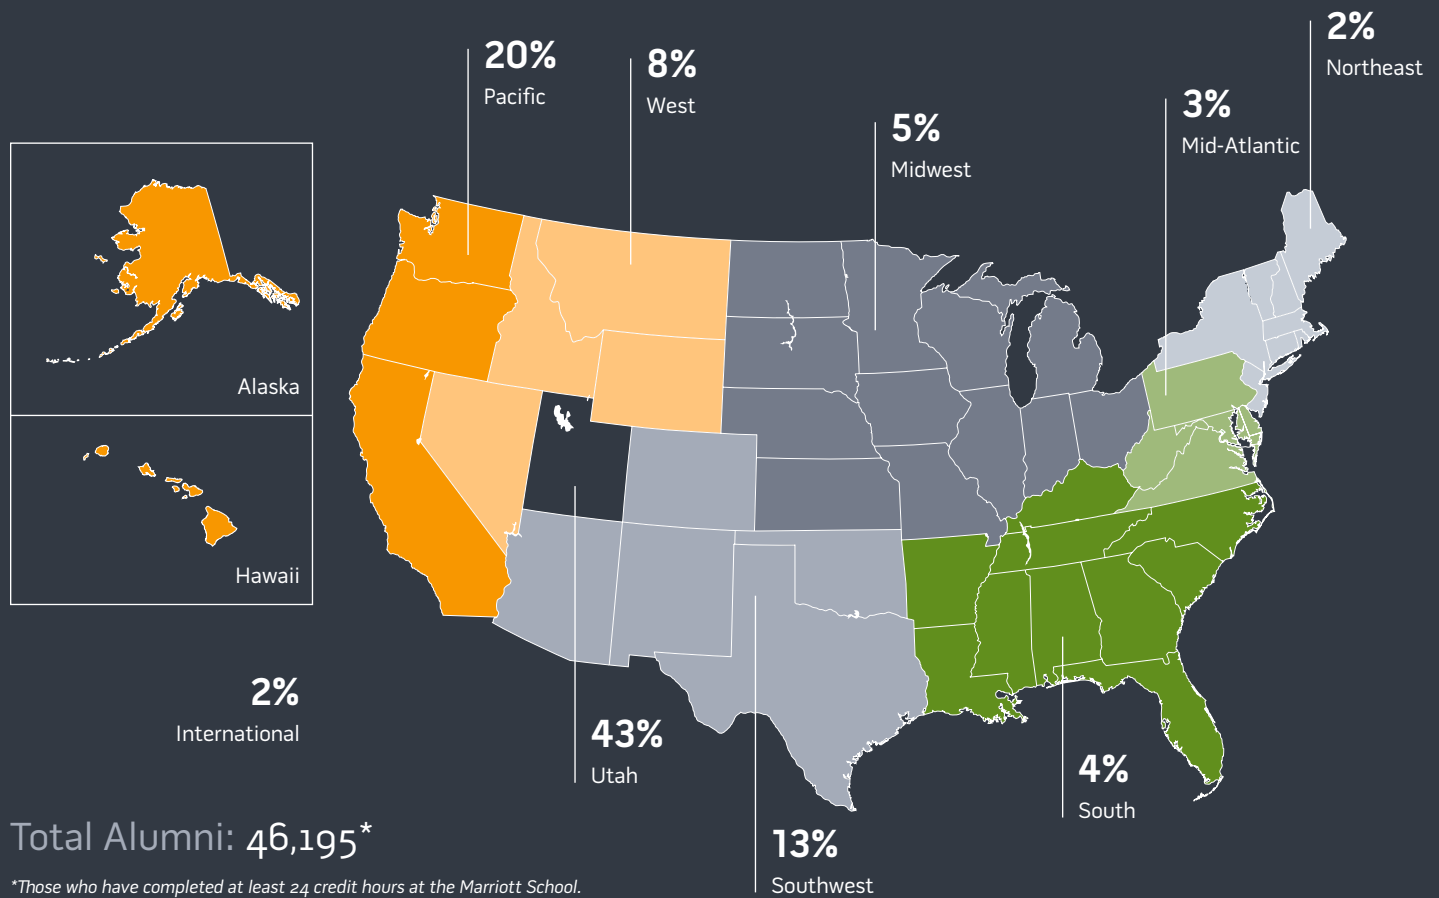 2%
Northeast
20%
Pacific
8%
West
3%
Mid-Atlantic
5%
Midwest
Alaska
Hawaii
2%
International
43%
Utah
4%
South
13%
Southwest
Total Alumni: 46,195*
*Those who have completed at least 24 credit hours at the Marriott School.